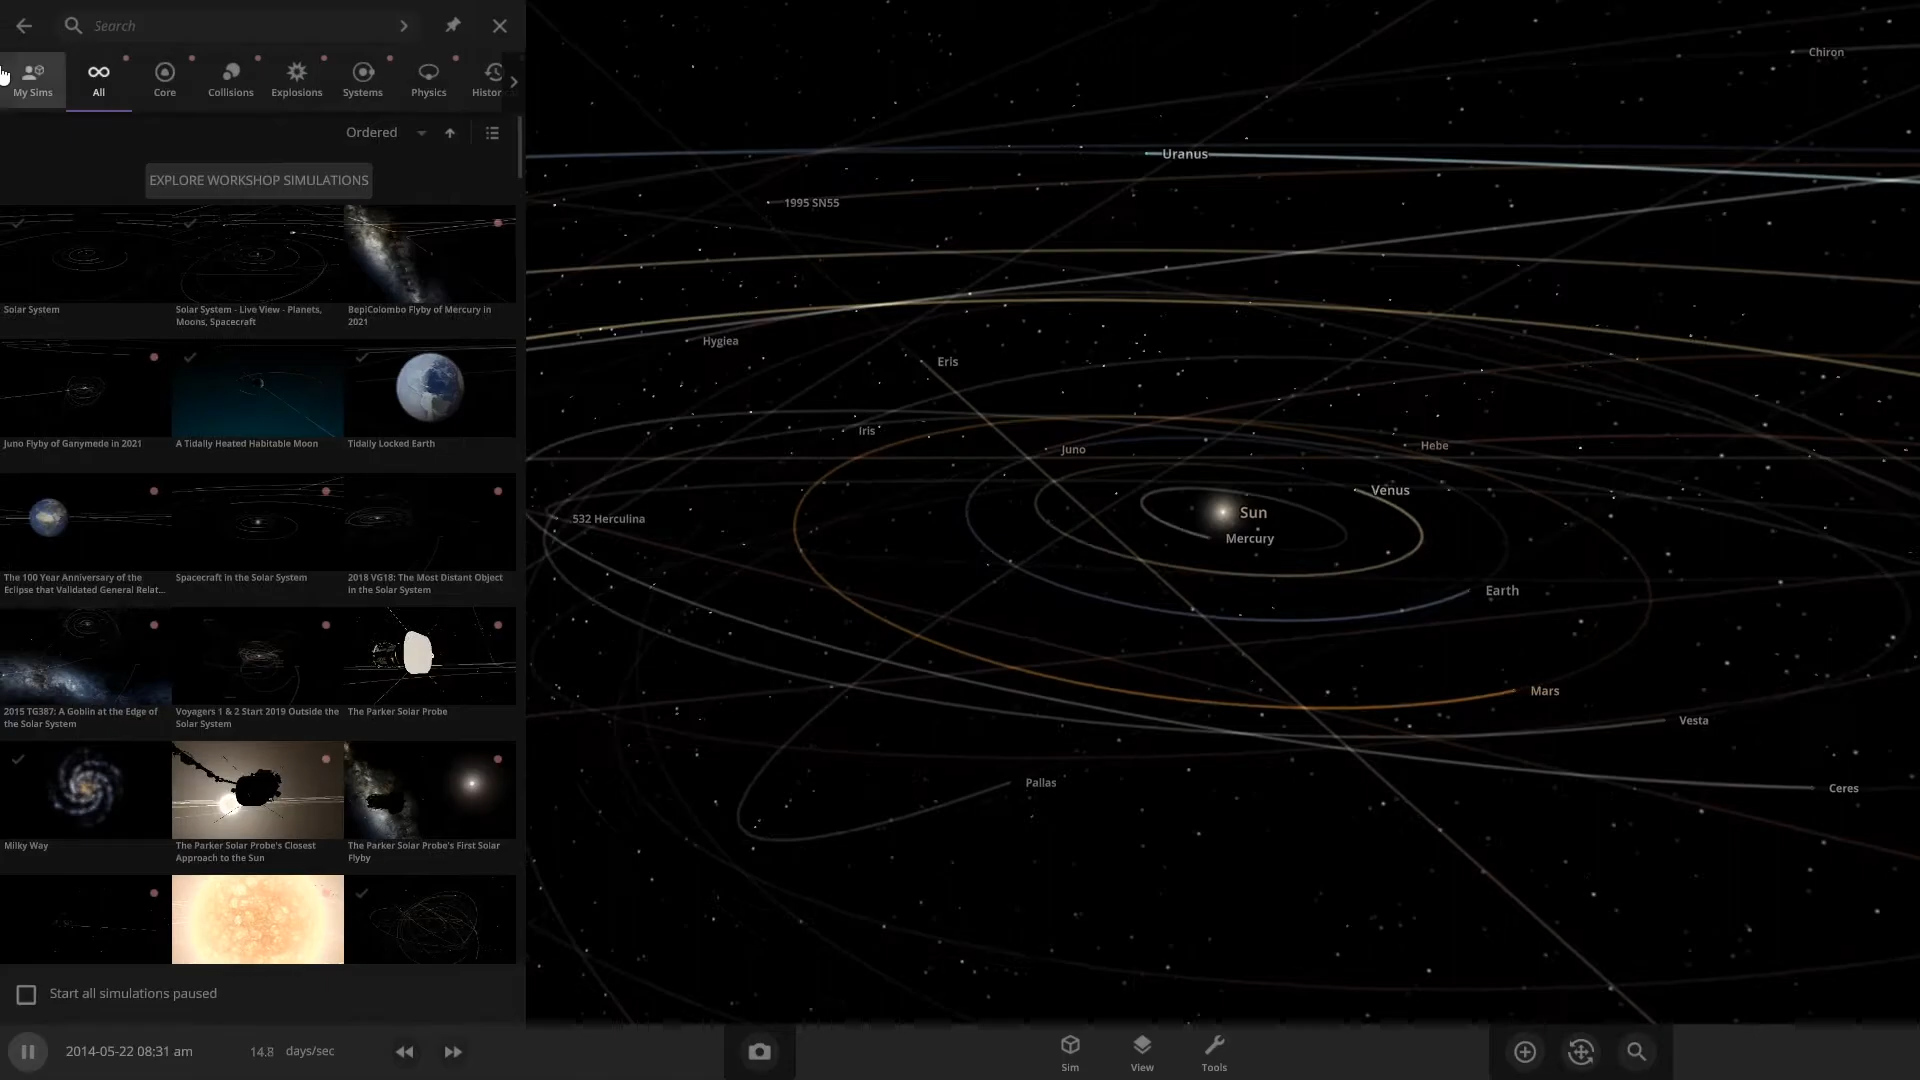 Search
My Sims
All
Core
Collisions
Explosions
Systems
Physics
Histor
Ordered
EXPLORE WORKSHOP SIMULATIONS
Solar System
Solar System - Live View - Planets,
Moons, Spacecraft
BepiColombo Flyby of Mercury in
2021
Juno Flyby of Ganymede in 2021
A Tidally Heated Habitable Moon
Tidally Locked Earth
The 100 Year Anniversary of the
Eclipse that Validated General Relat...
Spacecraft in the Solar System
2018 VG18: The Most Distant Object
in the Solar System
2015 TG387: A Goblin at the Edge of
the Solar System
Voyagers 1 & 2 Start 2019 Outside the
Solar System
The Parker Solar Probe
Milky Way
The Parker Solar Probe's Closest
Approach to the Sun
The Parker Solar Probe's First Solar
Flyby
Start all simulations paused
Chiron
Uranus
1995 SN55
Hygiea
Eris
Iris
Juno
Hebe
Venus
532 Herculina
Sun
Mercury
Earth
Mars
Vesta
Pallas
Ceres
2014-05-22 08:31 am
14.8 days/sec
Sim
View
Tools